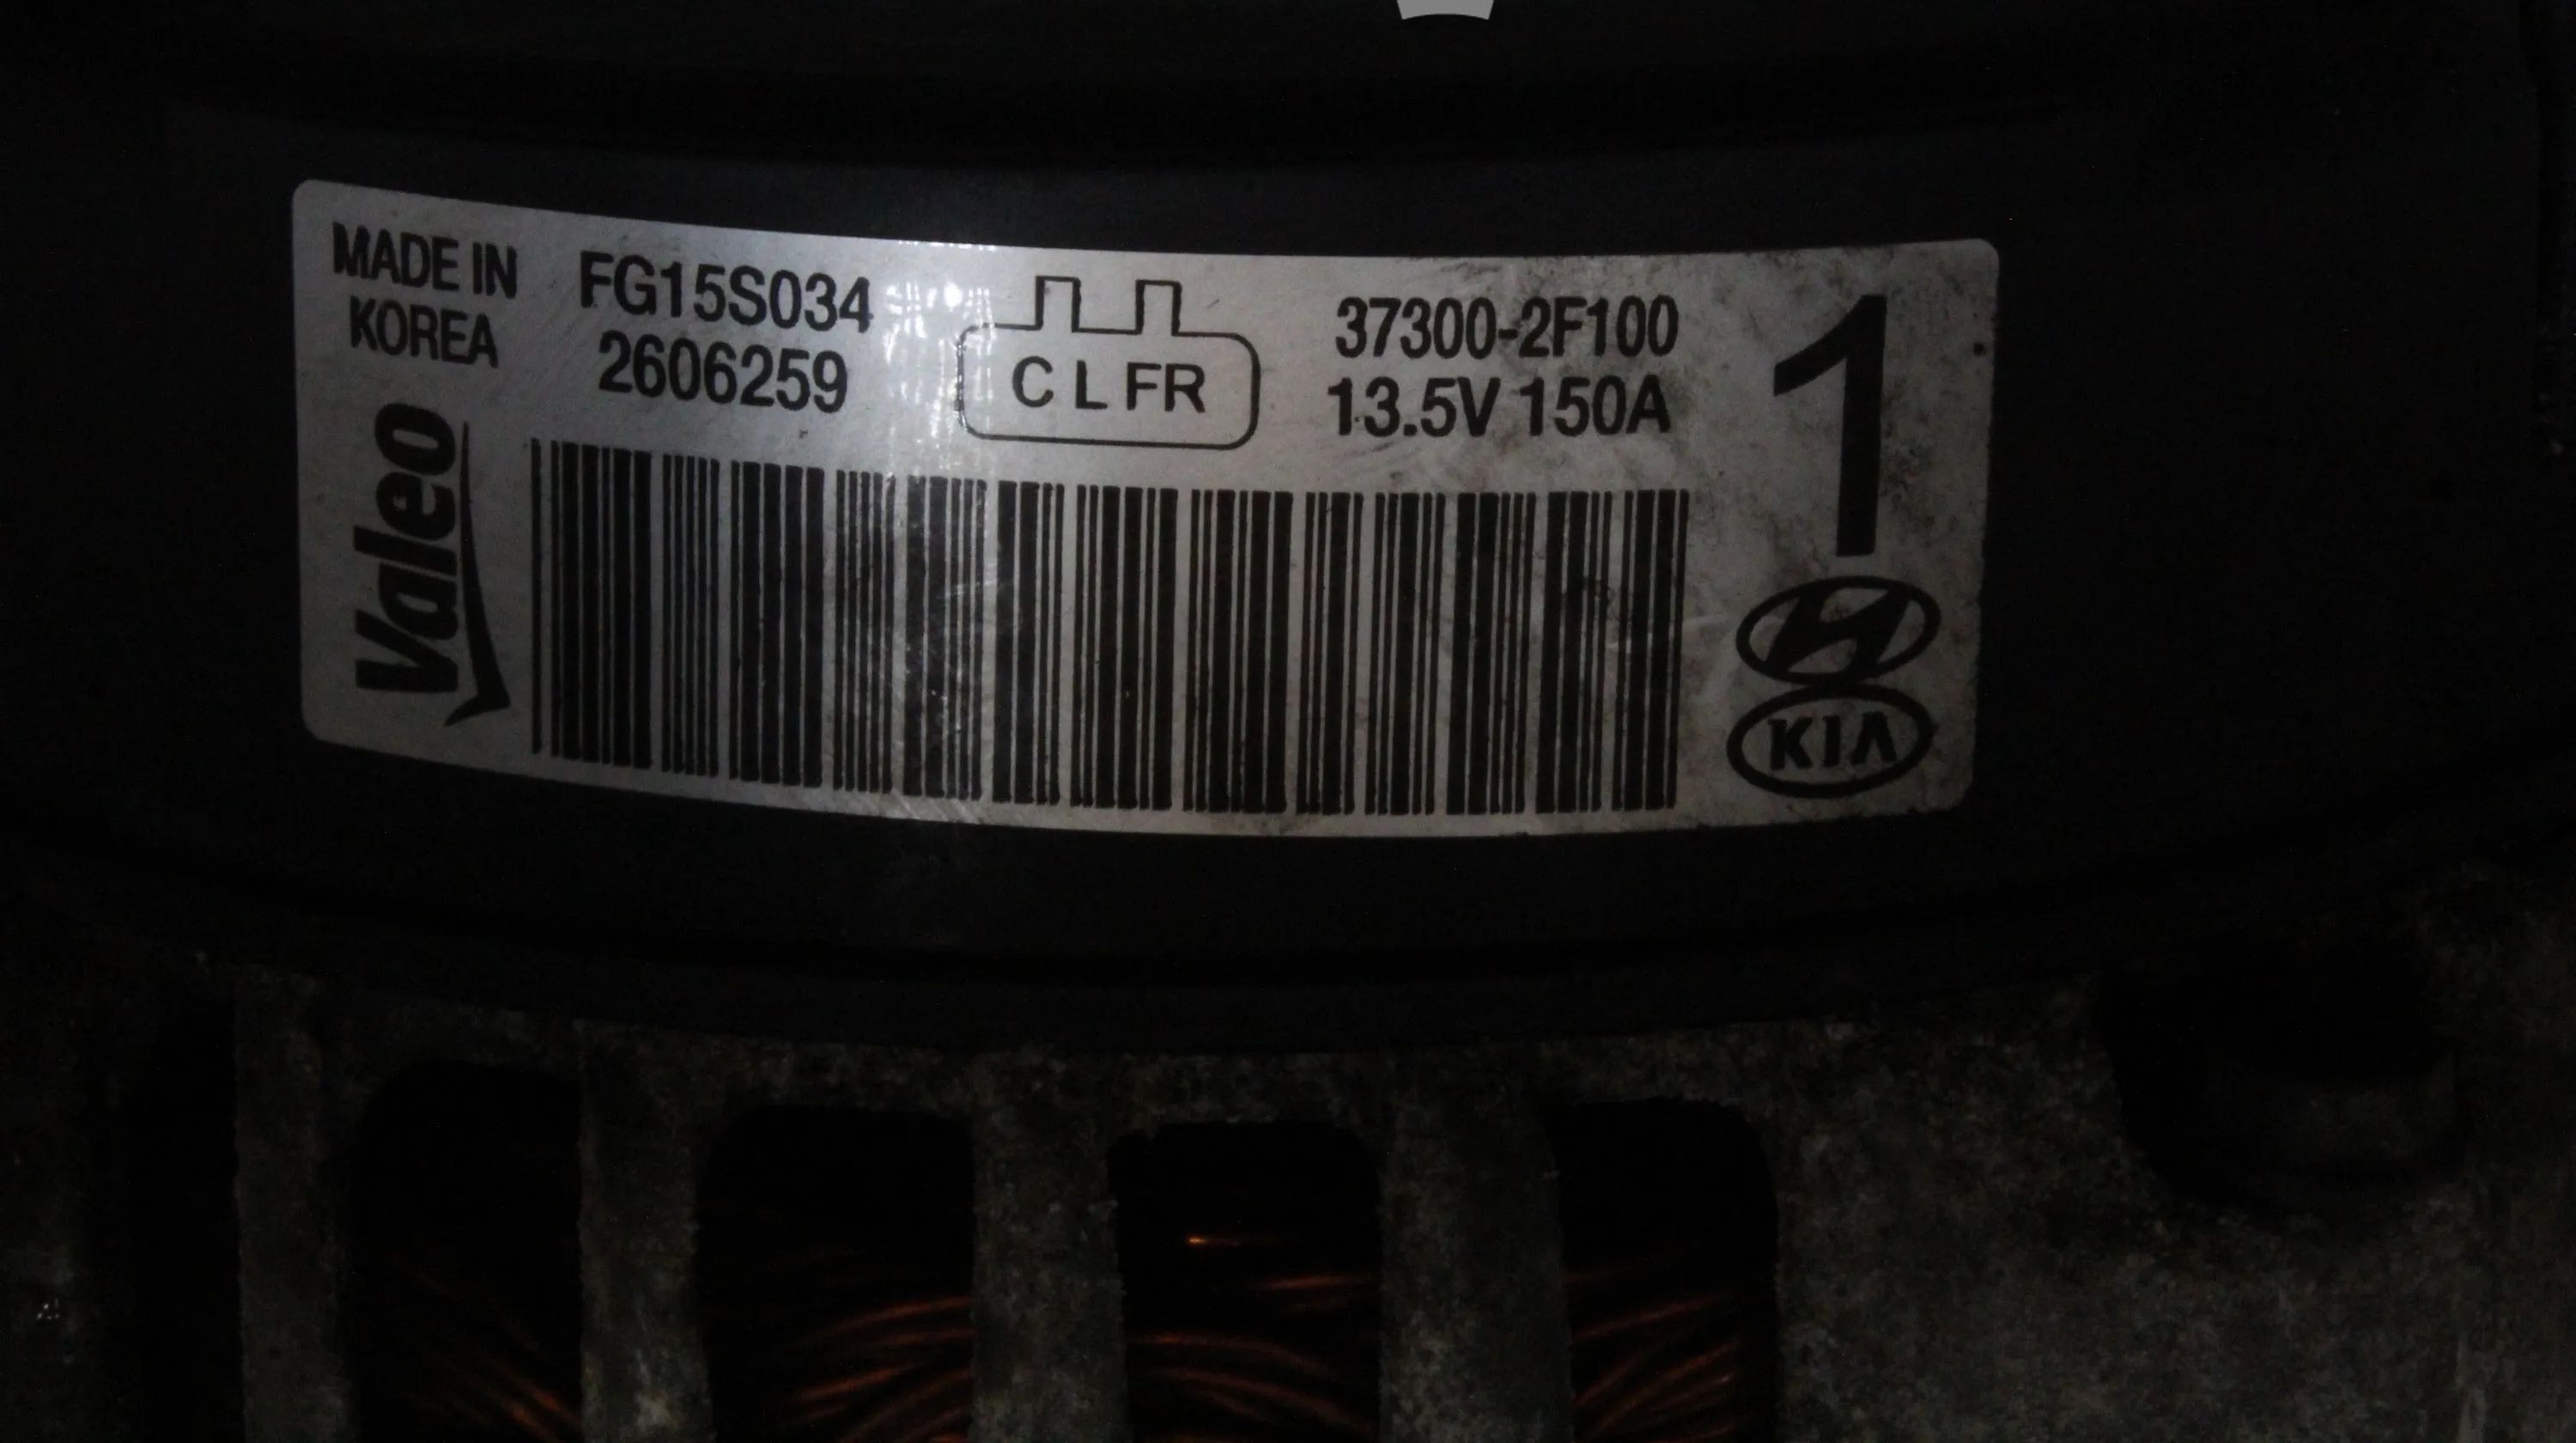 MADE IN
KOREA
FG15S034
2606259
C L FR
37300-2F100
13.5V 150A
1
Valeo
KIA